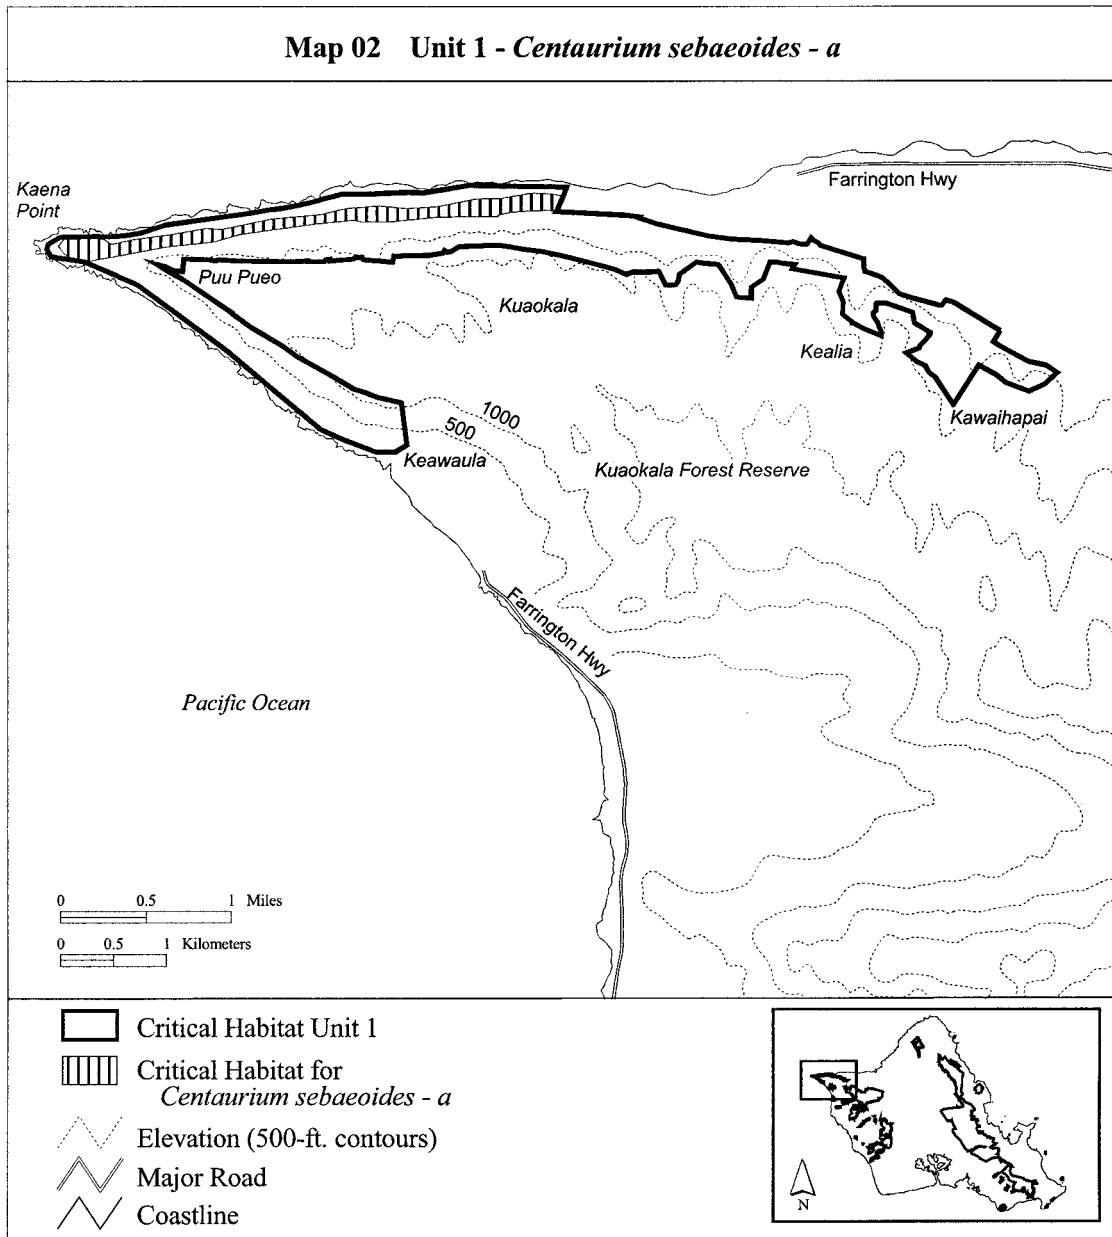 Map 02 Unit 1 - Centaurium sebaeoides - a
Farrington Hwy
Kaena
Point
Puu Pueo
Kuaokala
Kealia
Kawaihapai
1000
500
Keawaula
Kuaokala Forest Reserve
Farrington Hwy
Pacific Ocean
0 0.5 1 Miles
0 0.5 1 Kilometers
Critical Habitat Unit 1
Critical Habitat for
Centaurium sebaeoides - a
Elevation (500-ft. contours)
Major Road
Coastline
N